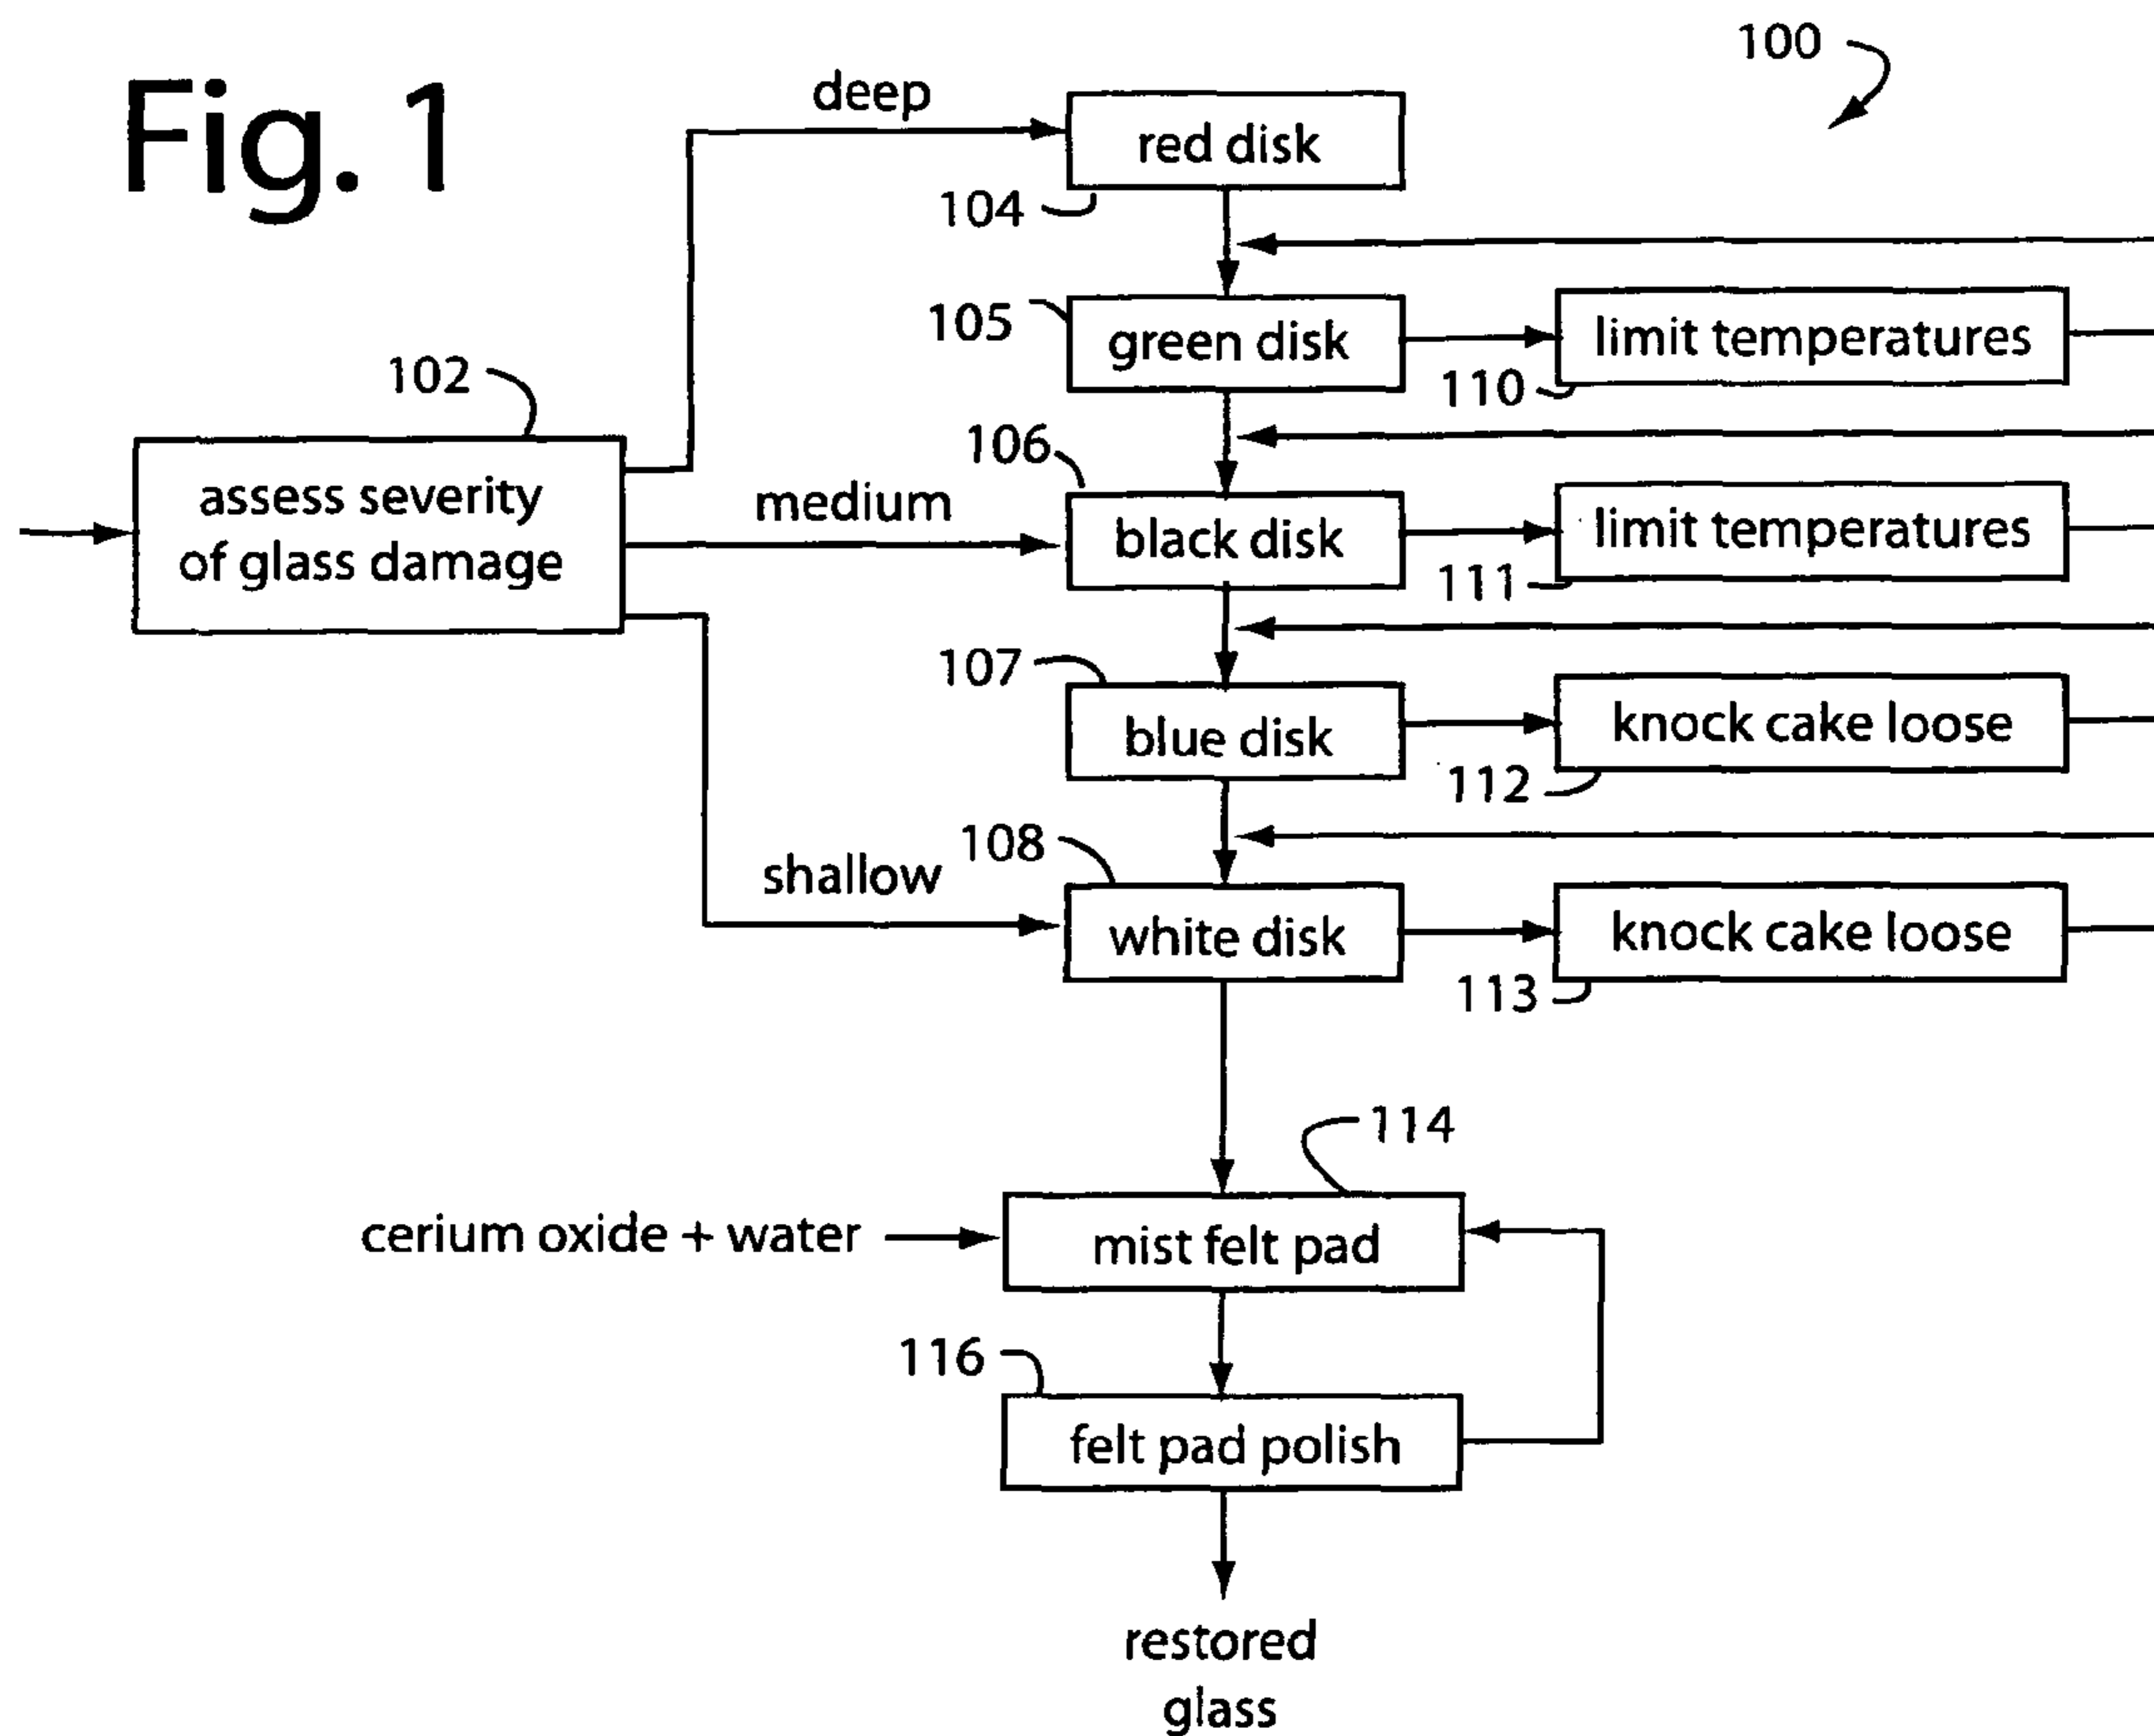 Fig. 1
100
deep
red disk
104
105
green disk
limit temperatures
110
102
assess severity
of glass damage
medium
106
black disk
limit temperatures
111
107
blue disk
knock cake loose
112
shallow
108
white disk
knock cake loose
113
114
cerium oxide + water
mist felt pad
116
felt pad polish
restored
glass